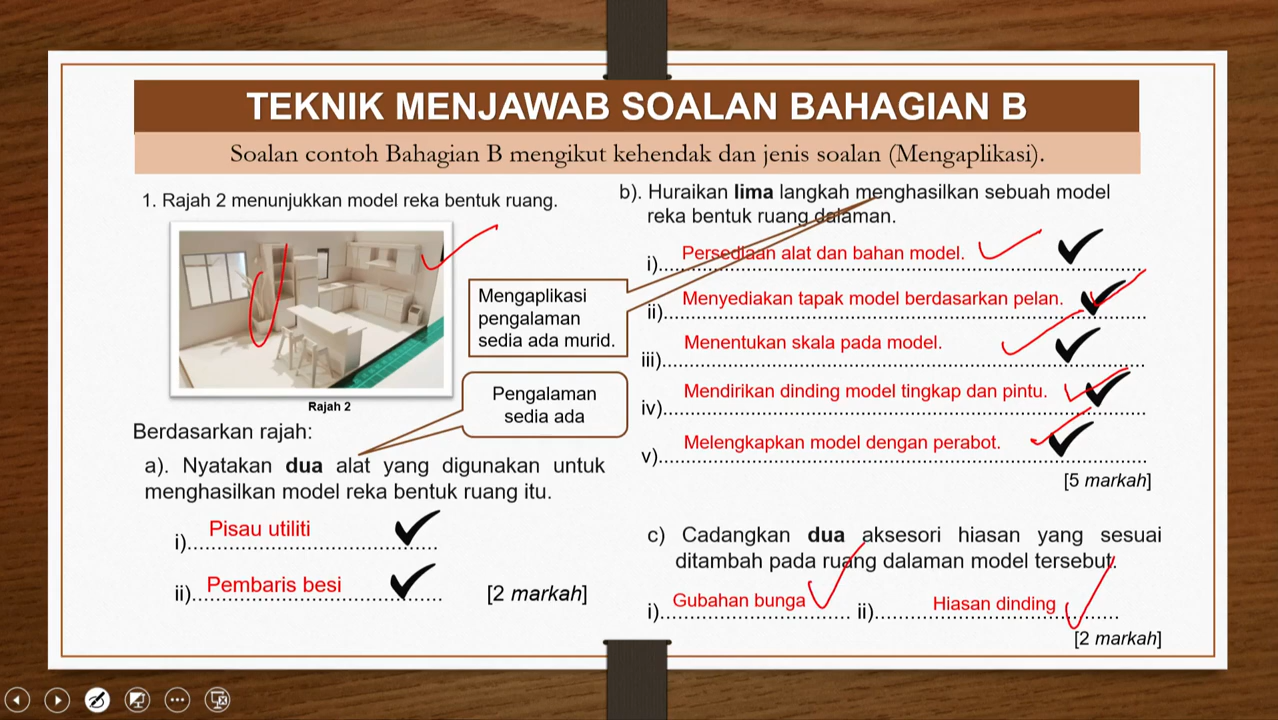 TEKNIK MENJAWAB SOALAN BAHAGIAN B
Soalan contoh Bahagian B mengikut kehendak dan jenis soalan (Mengaplikasi).
1. Rajah 2 menunjukkan model reka bentuk ruang.
Rajah 2
Mengaplikasi
pengalaman
sedia ada murid.
Pengalaman
sedia ada
Berdasarkan rajah:
a). Nyatakan dua alat yang digunakan untuk
menghasilkan model reka bentuk ruang itu.
i)..........Pisau utiliti
ii)..........Pembaris besi [2 markah]
b). Huraikan lima langkah menghasilkan sebuah model
reka bentuk ruang dalaman.
i)..........Persediaan alat dan bahan model.
ii)..........Menyediakan tapak model berdasarkan pelan.
iii)..........Menentukan skala pada model.
iv)..........Mendirikan dinding model tingkap dan pintu.
v)..........Melengkapkan model dengan perabot.
[5 markah]
c) Cadangkan dua aksesori hiasan yang sesuai
ditambah pada ruang dalaman model tersebut.
i)..........Gubahan bunga ii)..........Hiasan dinding
[2 markah]